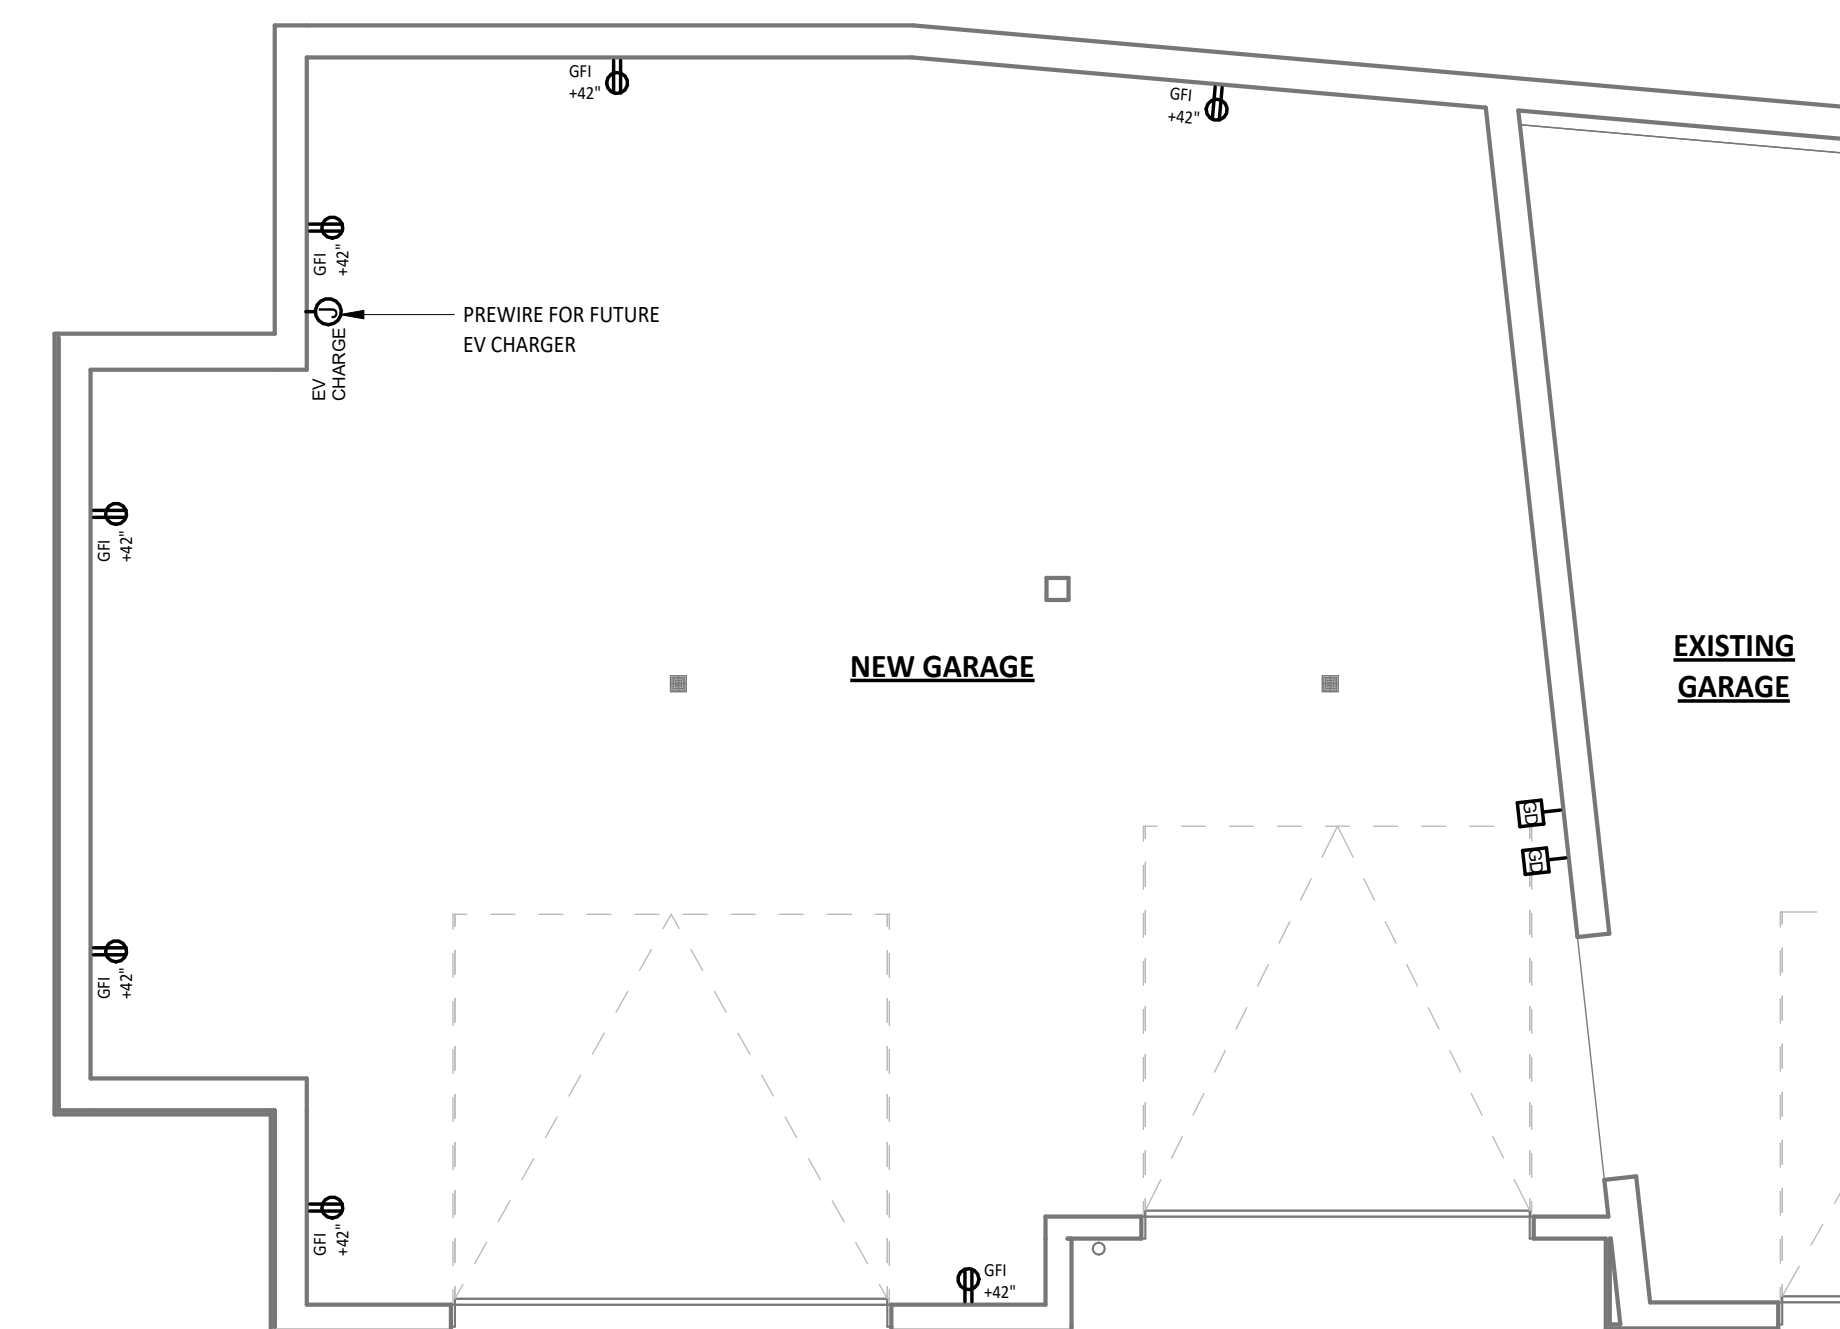 GFI
+42"
GFI
+42"
GFI
+42"
J
EV
CHARGE
PREWIRE FOR FUTURE
EV CHARGER
GFI
+42"
NEW GARAGE
EXISTING
GARAGE
GD
GD
GFI
+42"
GFI
+42"
GFI
+42"